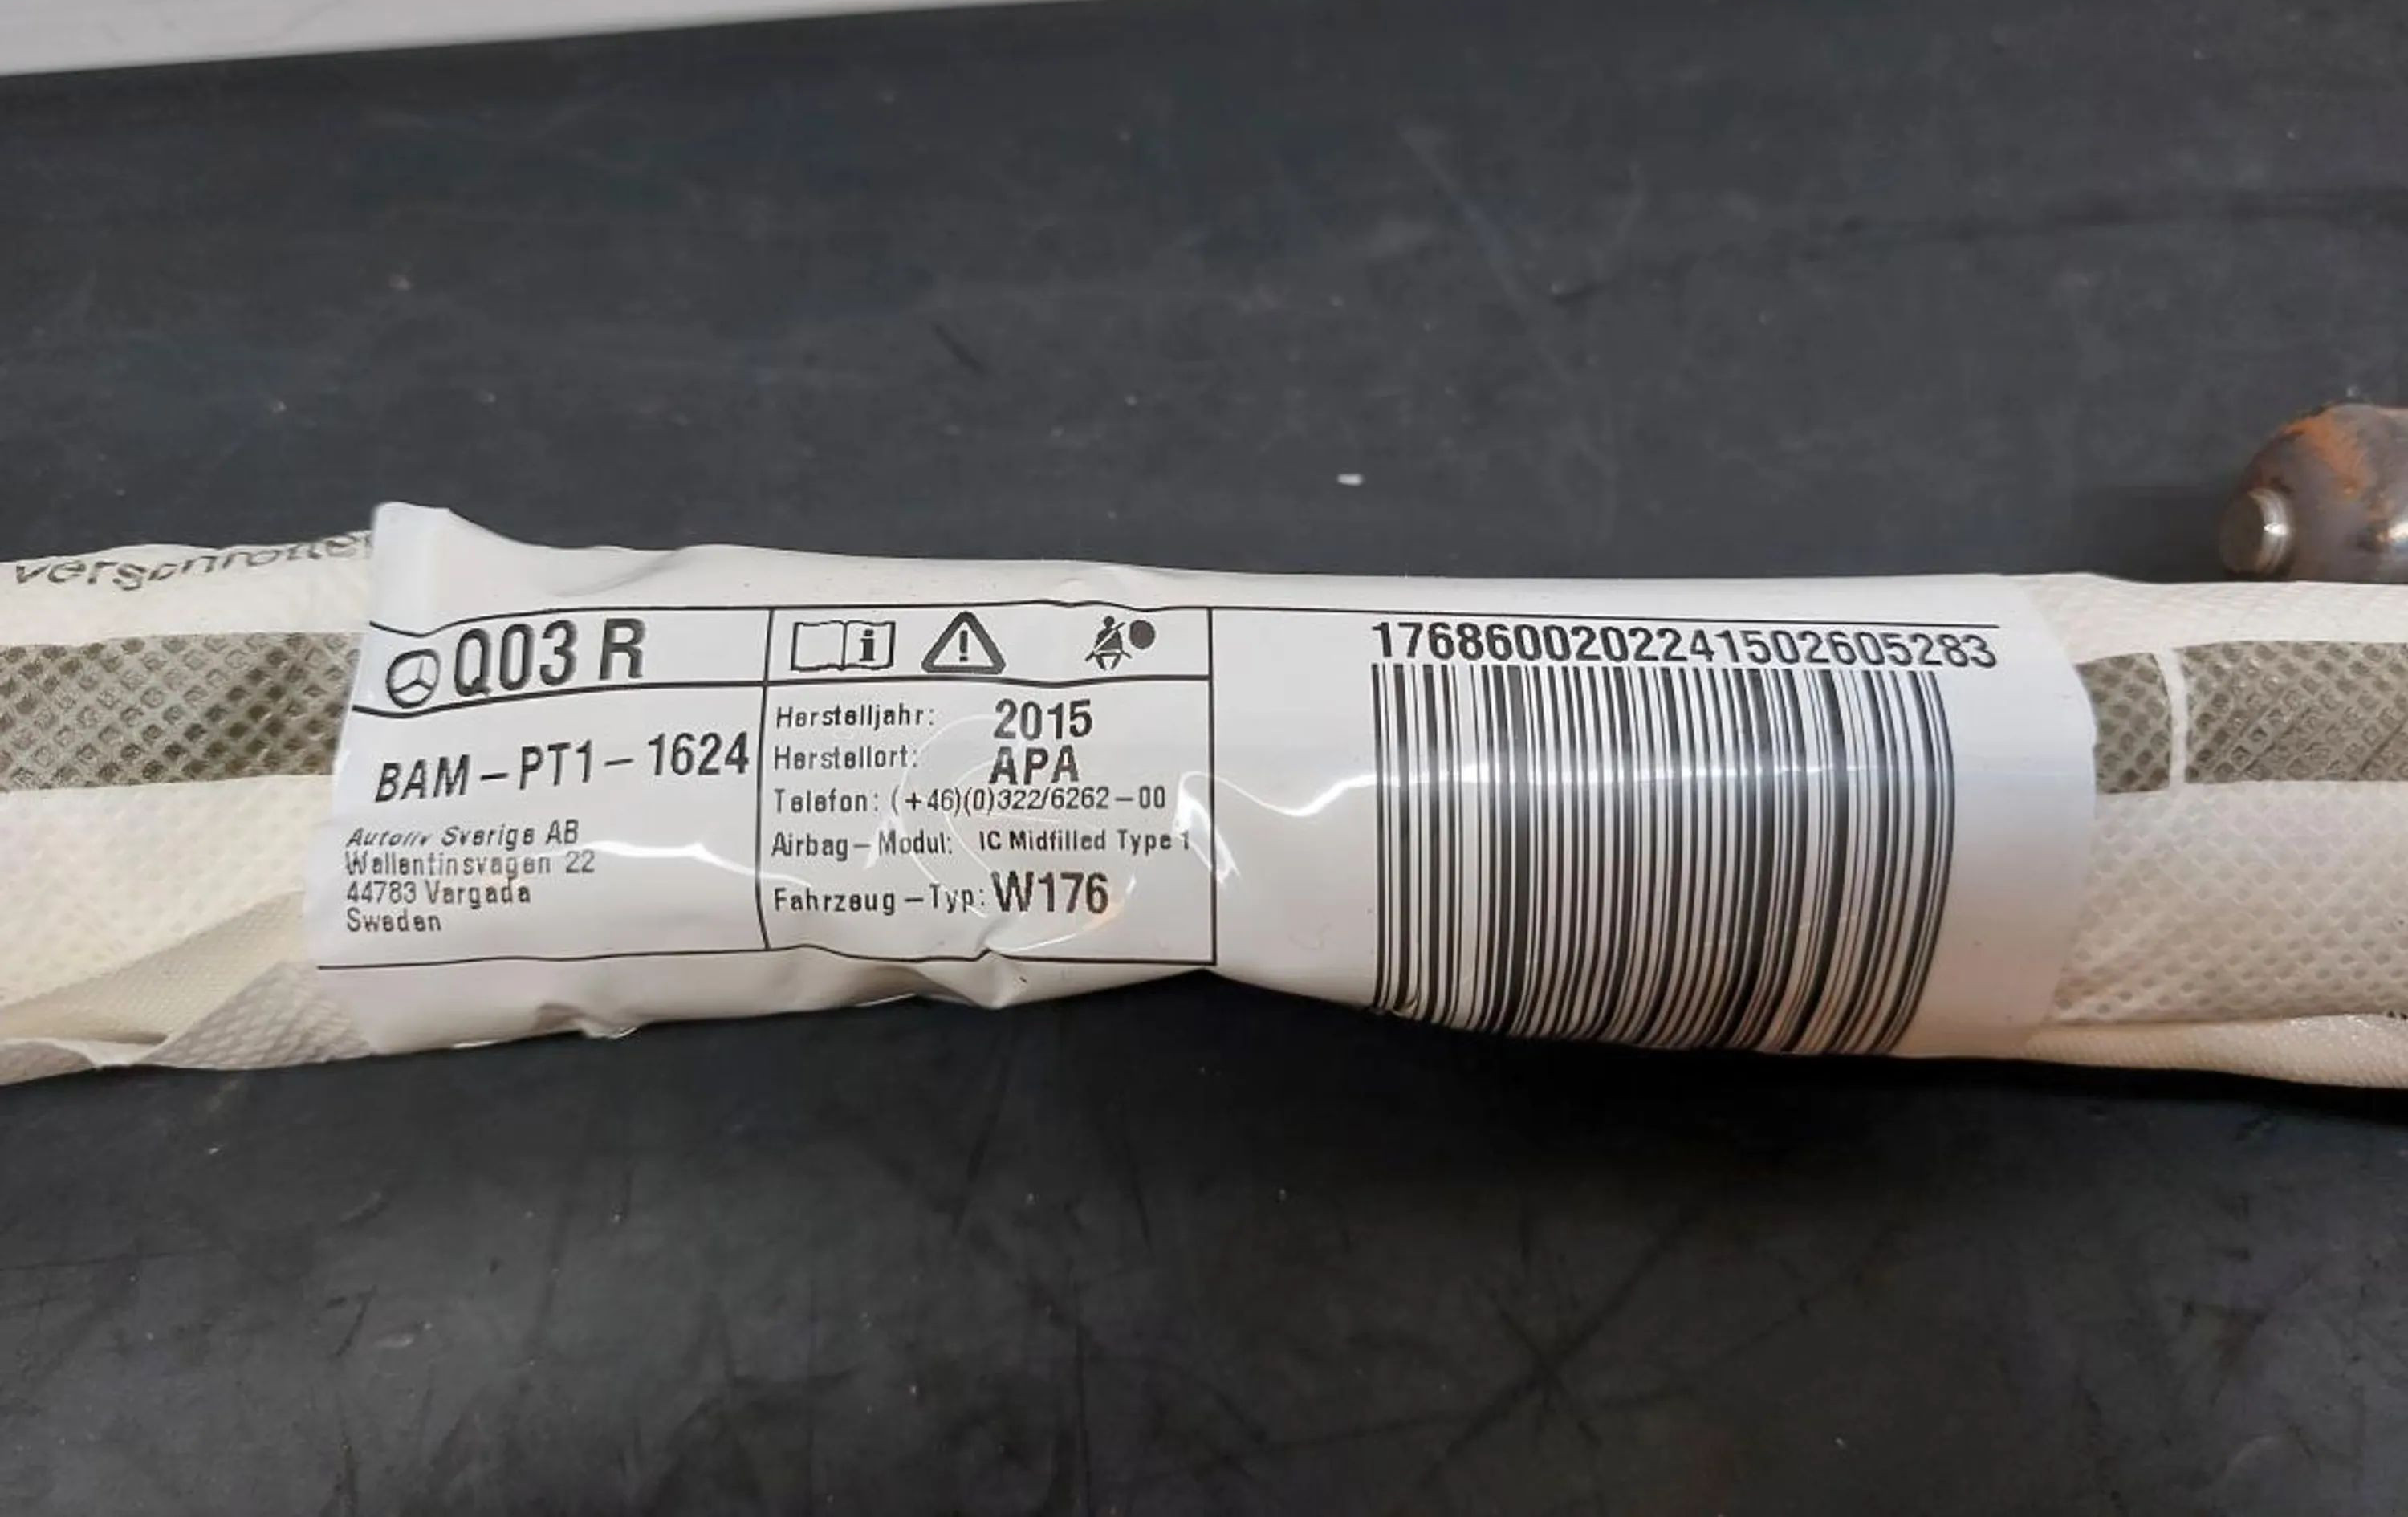 Q03 R
BAM-PT1-1624
Autoliv Sverige AB
Wallentinsvagen 22
44783 Vargada
Sweden
Herstelljahr: 2015
Herstellort: APA
Telefon: (+46)(0)322/6262-00
Airbag-Modul: IC Midfilled Type 1
Fahrzeug-Typ: W176
1768600202241502605283